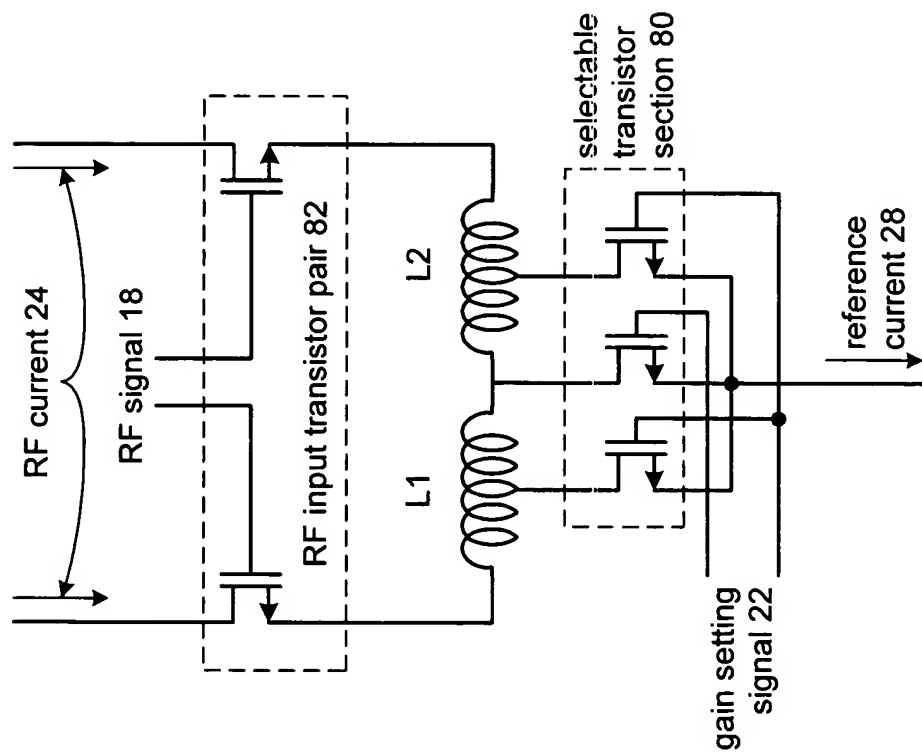 RF current 24
RF signal 18
RF input transistor pair 82
L1
L2
selectable
transistor
section 80
gain setting
signal 22
reference
current 28